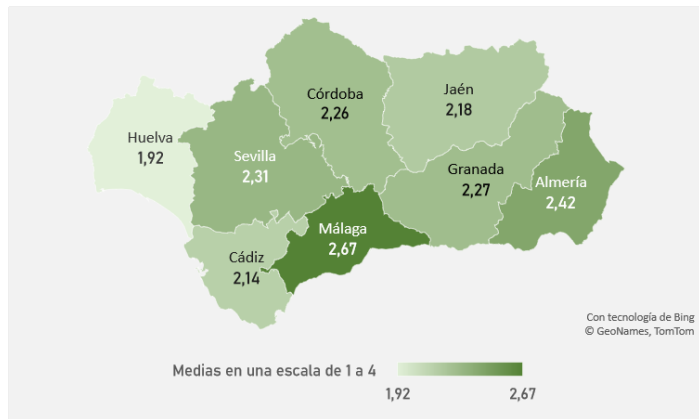 Córdoba
2,26
Jaén
2,18
Huelva
1,92
Sevilla
2,31
Granada
2,27
Almería
2,42
Málaga
2,67
Cádiz
2,14
Con tecnología de Bing
© GeoNames, TomTom
Medias en una escala de 1 a 4
1,92
2,67